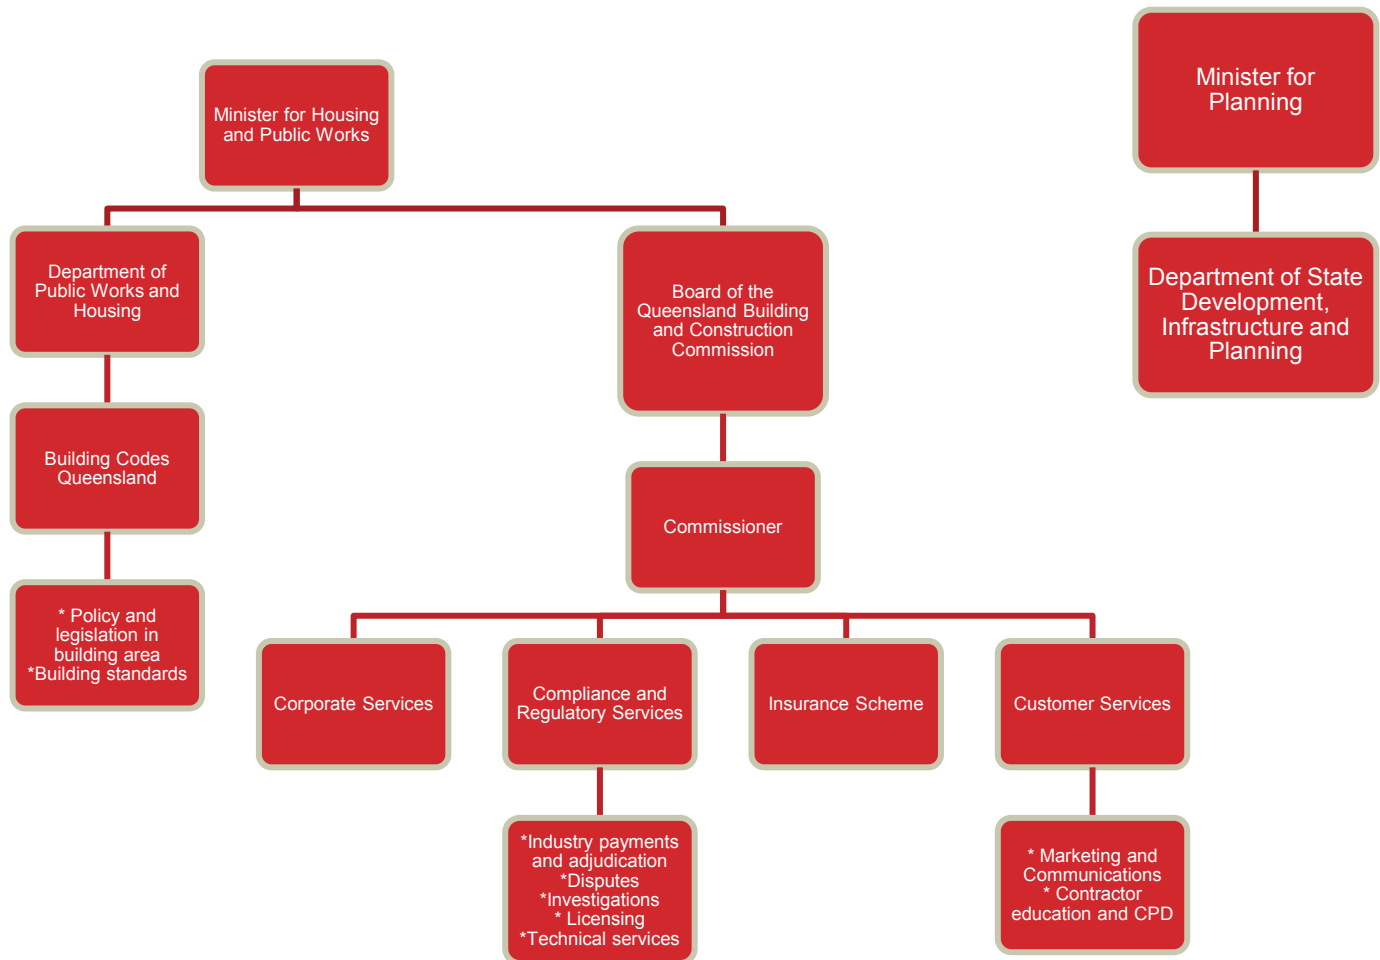 Minister for Housing
and Public Works
Minister for
Planning
Department of
Public Works and
Housing
Board of the
Queensland Building
and Construction
Commission
Department of State
Development,
Infrastructure and
Planning
Building Codes
Queensland
Commissioner
* Policy and
legislation in
building area
*Building standards
Corporate Services
Compliance and
Regulatory Services
Insurance Scheme
Customer Services
*Industry payments
and adjudication
*Disputes
*Investigations
* Licensing
*Technical services
* Marketing and
Communications
* Contractor
education and CPD